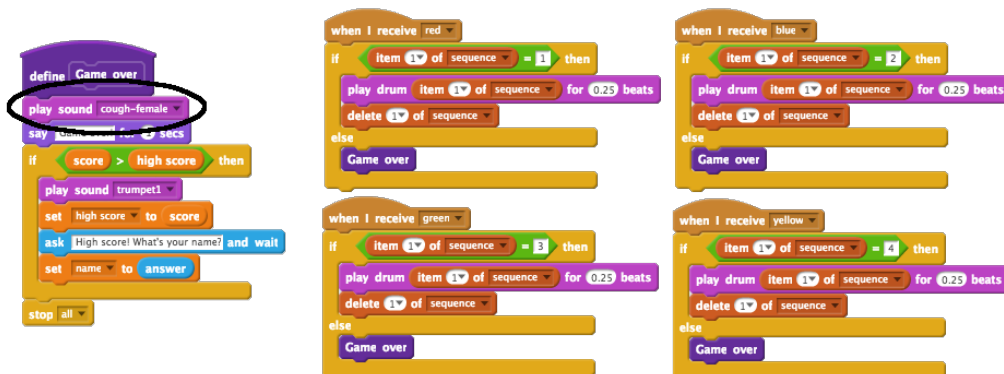 define Game over
play sound cough-female
say for 1 secs
if score > high score then
play sound trumpet1
set high score to score
ask High score! What's your name? and wait
set name to answer
stop all
when I receive red
if item 1 of sequence = 1 then
play drum item 1 of sequence for 0.25 beats
delete 1 of sequence
else
Game over
when I receive blue
if item 1 of sequence = 2 then
play drum item 1 of sequence for 0.25 beats
delete 1 of sequence
else
Game over
when I receive green
if item 1 of sequence = 3 then
play drum item 1 of sequence for 0.25 beats
delete 1 of sequence
else
Game over
when I receive yellow
if item 1 of sequence = 4 then
play drum item 1 of sequence for 0.25 beats
delete 1 of sequence
else
Game over